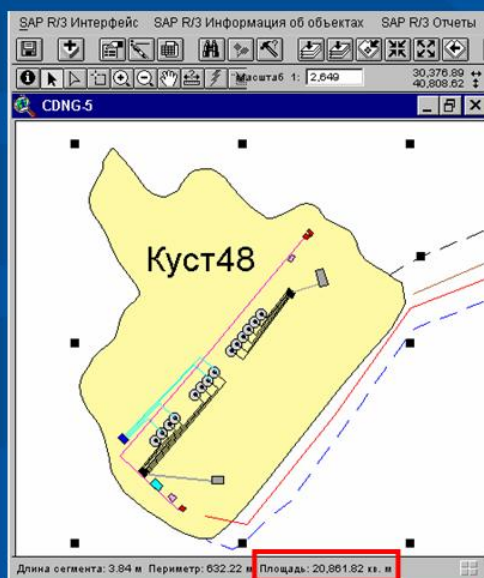 SAP R/3 Интерфейс SAP R/3 Информация об объектах SAP R/3 Отчеты
Масштаб 1: 2,649
30,376.89
40,808.62
CDNG-5
Куст48
Длина сегмента: 3.84 м Периметр: 632.22 м Площадь: 20,861.82 кв. м